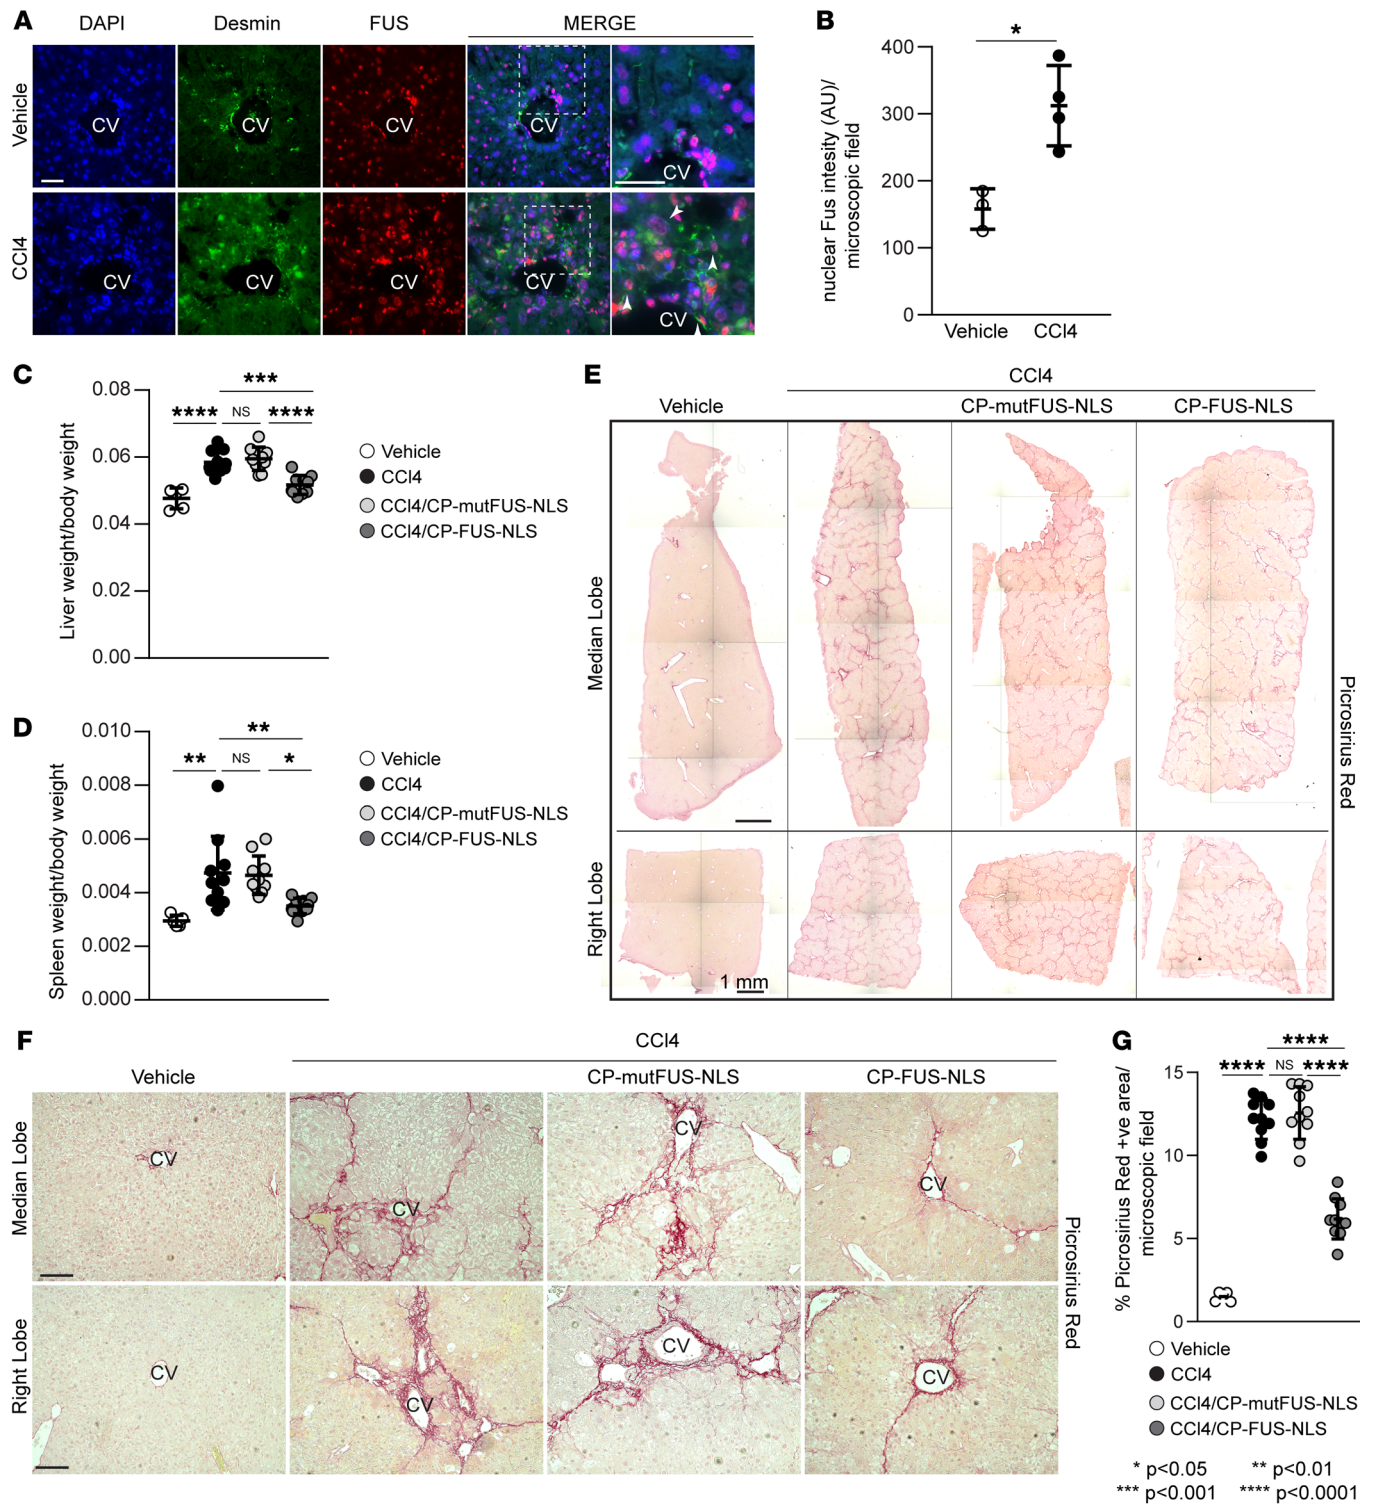 A
DAPI
Desmin
FUS
MERGE
Vehicle
CV
CV
CV
CV
CV
CCl4
CV
CV
CV
CV
CV
B
*
400
300
200
100
0
nuclear Fus intesity (AU)/
microscopic field
Vehicle
CCl4
C
***
****
NS
****
0.08
0.06
0.04
0.02
0.00
Liver weight/body weight
Vehicle
CCl4
CCl4/CP-mutFUS-NLS
CCl4/CP-FUS-NLS
D
**
**
NS
*
0.010
0.008
0.006
0.004
0.002
0.000
Spleen weight/body weight
Vehicle
CCl4
CCl4/CP-mutFUS-NLS
CCl4/CP-FUS-NLS
E
CCl4
Vehicle
CP-mutFUS-NLS
CP-FUS-NLS
Median Lobe
Right Lobe
1 mm
Picrosirius Red
F
CCl4
Vehicle
CP-mutFUS-NLS
CP-FUS-NLS
Median Lobe
CV
CV
CV
CV
Right Lobe
CV
CV
CV
CV
Picrosirius Red
G
****
****
NS
****
15
10
5
0
% Picrosirius Red +ve area/
microscopic field
Vehicle
CCl4
CCl4/CP-mutFUS-NLS
CCl4/CP-FUS-NLS
* p<0.05
** p<0.01
*** p<0.001
**** p<0.0001